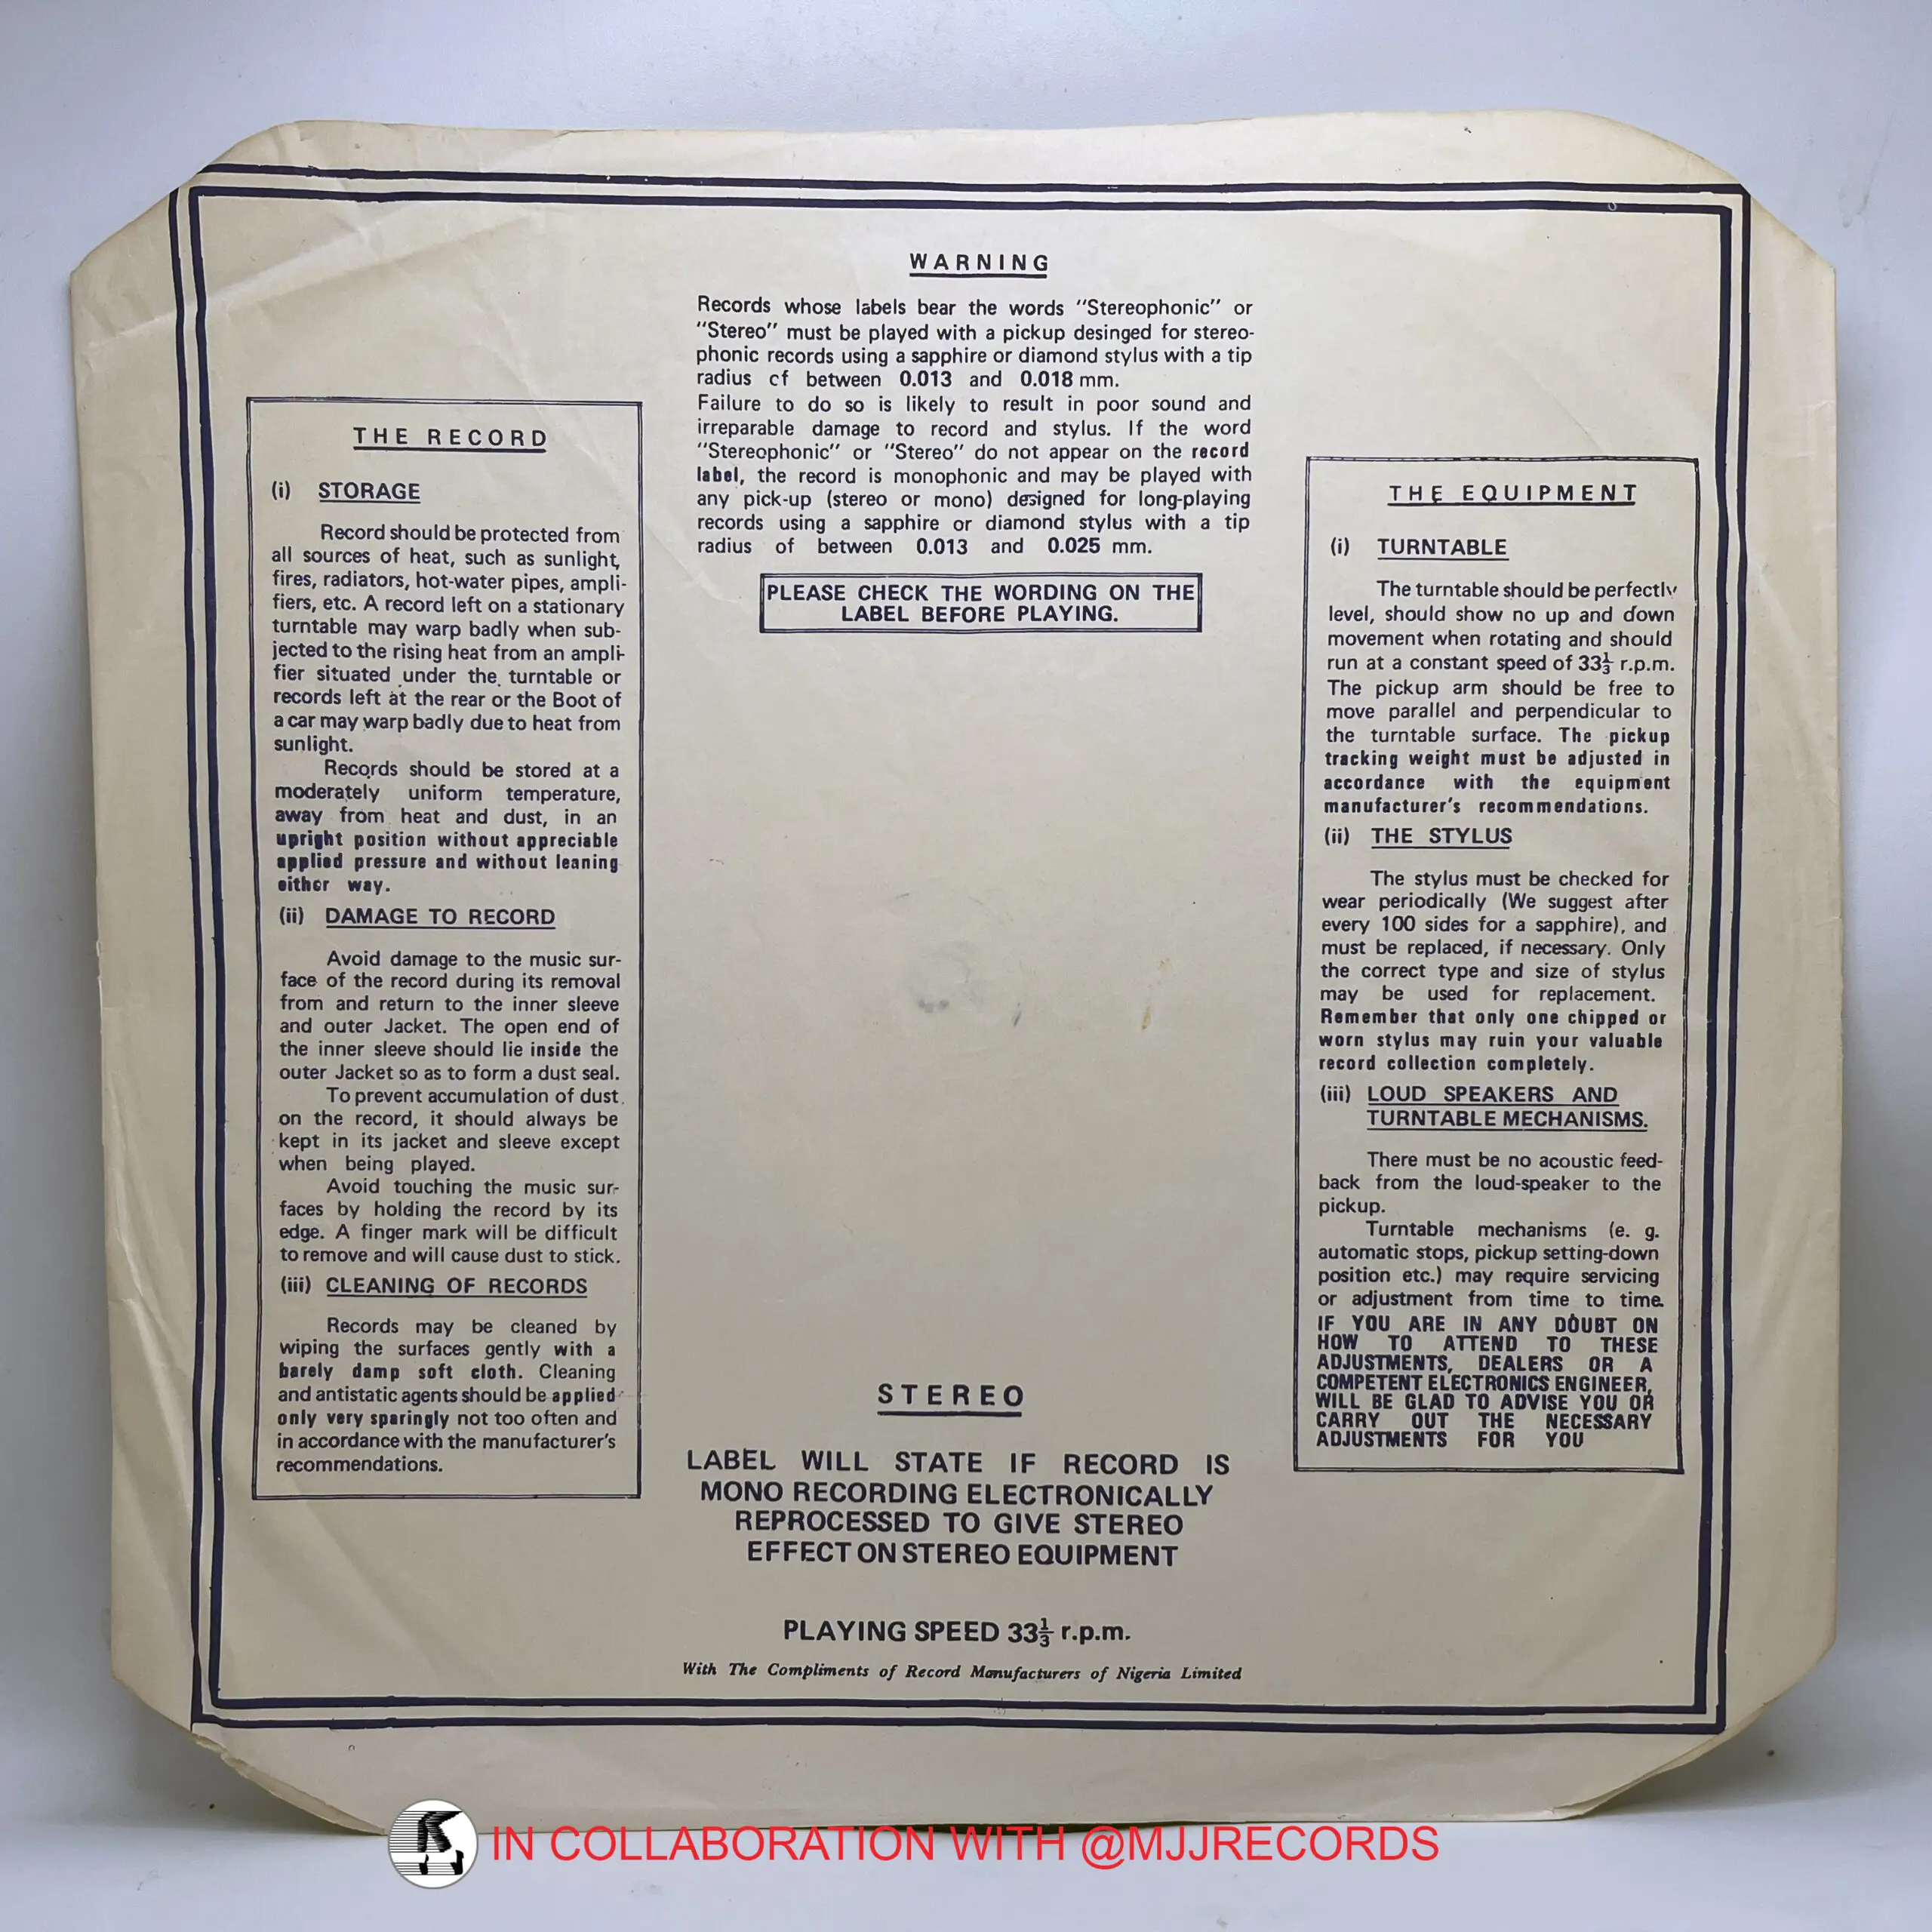 WARNING
Records whose labels bear the words "Stereophonic" or
"Stereo" must be played with a pickup desinged for stereo-
phonic records using a sapphire or diamond stylus with a tip
radius cf between 0.013 and 0.018 mm.
Failure to do so is likely to result in poor sound and
irreparable damage to record and stylus. If the word
"Stereophonic" or "Stereo" do not appear on the record
label, the record is monophonic and may be played with
any pick-up (stereo or mono) designed for long-playing
records using a sapphire or diamond stylus with a tip
radius of between 0.013 and 0.025 mm.
PLEASE CHECK THE WORDING ON THE
LABEL BEFORE PLAYING.
THE RECORD
(i) STORAGE
Record should be protected from
all sources of heat, such as sunlight,
fires, radiators, hot-water pipes, ampli-
fiers, etc. A record left on a stationary
turntable may warp badly when sub-
jected to the rising heat from an ampli-
fier situated under the turntable or
records left at the rear or the Boot of
a car may warp badly due to heat from
sunlight.
Records should be stored at a
moderately uniform temperature,
away from heat and dust, in an
upright position without appreciable
applied pressure and without leaning
either way.
(ii) DAMAGE TO RECORD
Avoid damage to the music sur-
face of the record during its removal
from and return to the inner sleeve
and outer Jacket. The open end of
the inner sleeve should lie inside the
outer Jacket so as to form a dust seal.
To prevent accumulation of dust
on the record, it should always be
kept in its jacket and sleeve except
when being played.
Avoid touching the music sur-
faces by holding the record by its
edge. A finger mark will be difficult
to remove and will cause dust to stick.
(iii) CLEANING OF RECORDS
Records may be cleaned by
wiping the surfaces gently with a
barely damp soft cloth. Cleaning
and antistatic agents should be applied
only very sparingly not too often and
in accordance with the manufacturer's
recommendations.
THE EQUIPMENT
(i) TURNTABLE
The turntable should be perfectly
level, should show no up and down
movement when rotating and should
run at a constant speed of 33⅓ r.p.m.
The pickup arm should be free to
move parallel and perpendicular to
the turntable surface. The pickup
tracking weight must be adjusted in
accordance with the equipment
manufacturer's recommendations.
(ii) THE STYLUS
The stylus must be checked for
wear periodically (We suggest after
every 100 sides for a sapphire), and
must be replaced, if necessary. Only
the correct type and size of stylus
may be used for replacement.
Remember that only one chipped or
worn stylus may ruin your valuable
record collection completely.
(iii) LOUD SPEAKERS AND
TURNTABLE MECHANISMS.
There must be no acoustic feed-
back from the loud-speaker to the
pickup.
Turntable mechanisms (e. g.
automatic stops, pickup setting-down
position etc.) may require servicing
or adjustment from time to time.
IF YOU ARE IN ANY DOUBT ON
HOW TO ATTEND TO THESE
ADJUSTMENTS, DEALERS OR A
COMPETENT ELECTRONICS ENGINEER,
WILL BE GLAD TO ADVISE YOU OR
CARRY OUT THE NECESSARY
ADJUSTMENTS FOR YOU
STEREO
LABEL WILL STATE IF RECORD IS
MONO RECORDING ELECTRONICALLY
REPROCESSED TO GIVE STEREO
EFFECT ON STEREO EQUIPMENT
PLAYING SPEED 33⅓ r.p.m.
With The Compliments of Record Manufacturers of Nigeria Limited
IN COLLABORATION WITH @MJJRECORDS